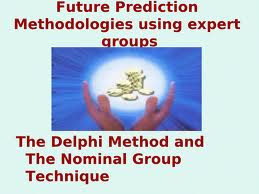 Future Prediction
Methodologies using expert
groups
The Delphi Method and
The Nominal Group
Technique